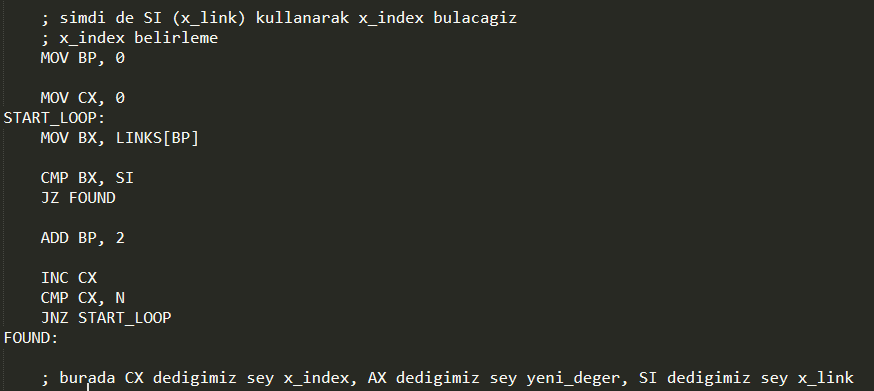 ; simdi de SI (x_link) kullanarak x_index bulacagiz
; x_index belirleme
MOV BP, 0
MOV CX, 0
START_LOOP:
MOV BX, LINKS[BP]
CMP BX, SI
JZ FOUND
ADD BP, 2
INC CX
CMP CX, N
JNZ START_LOOP
FOUND:
; burada CX dedigimiz sey x_index, AX dedigimiz sey yeni_deger, SI dedigimiz sey x_link